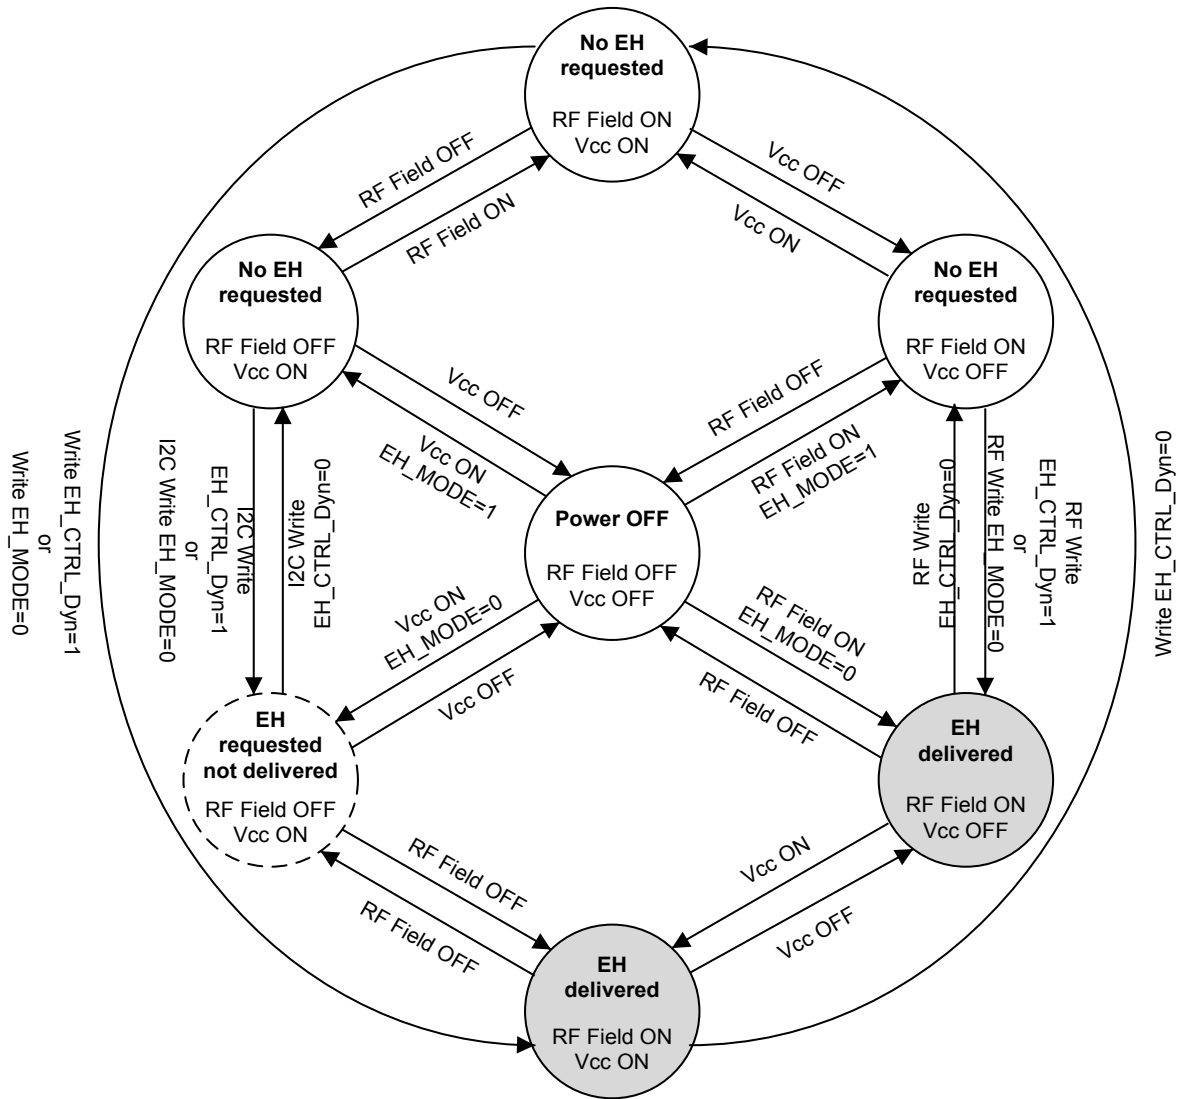 No EH
requested
RF Field ON
Vcc ON
RF Field OFF
RF Field ON
Vcc OFF
Vcc ON
No EH
requested
RF Field OFF
Vcc ON
No EH
requested
RF Field ON
Vcc OFF
Vcc OFF
Vcc ON
EH_MODE=1
RF Field OFF
RF Field ON
EH_MODE=1
Write EH_CTRL_Dyn=1
or
Write EH_MODE=0
I2C Write
EH_CTRL_Dyn=1
or
I2C Write EH_MODE=0
I2C Write
EH_CTRL_Dyn=0
Power OFF
RF Field OFF
Vcc OFF
RF Write
EH_CTRL_Dyn=0
RF Write
EH_CTRL_Dyn=1
or
RF Write EH_MODE=0
Write EH_CTRL_Dyn=0
Vcc ON
EH_MODE=0
Vcc OFF
RF Field ON
EH_MODE=0
RF Field OFF
EH
requested
not delivered
RF Field OFF
Vcc ON
EH
delivered
RF Field ON
Vcc OFF
RF Field OFF
RF Field OFF
Vcc ON
Vcc OFF
EH
delivered
RF Field ON
Vcc ON